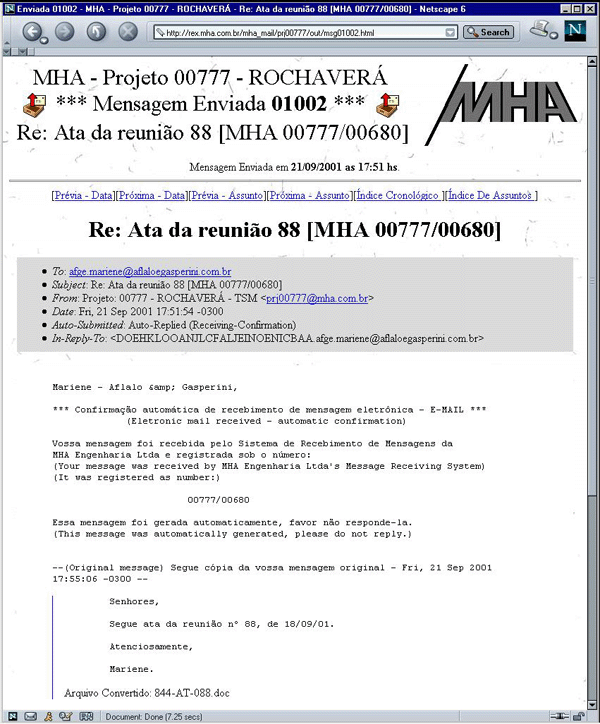 Enviada 01002 - MHA - Projeto 00777 - ROCHAVERÁ - Re: Ata da reunião 88 [MHA 00777/00680] - Netscape 6
http://rex.mha.com.br/mha_mail/prj00777/out/msg01002.html
Search
N
MHA - Projeto 00777 - ROCHAVERÁ
*** Mensagem Enviada 01002 ***
Re: Ata da reunião 88 [MHA 00777/00680]
MHA
Mensagem Enviada em 21/09/2001 as 17:51 hs.
[Prévia - Data][Próxima - Data][Prévia - Assunto][Próxima - Assunto][Índice Cronológico ][Índice De Assuntos ]
Re: Ata da reunião 88 [MHA 00777/00680]
To: afge.mariene@aflaloegasperini.com.br
Subject: Re: Ata da reunião 88 [MHA 00777/00680]
From: Projeto: 00777 - ROCHAVERÁ - TSM <prj00777@mha.com.br>
Date: Fri, 21 Sep 2001 17:51:54 -0300
Auto-Submitted: Auto-Replied (Receiving-Confirmation)
In-Reply-To: <DOEHKLOOANJLCFALJEINOENICBAA.afge.mariene@aflaloegasperini.com.br>
Mariene - Aflalo &amp; Gasperini,
*** Confirmação automática de recebimento de mensagem eletrônica - E-MAIL ***
(Eletronic mail received - automatic confirmation)
Vossa mensagem foi recebida pelo Sistema de Recebimento de Mensagens da
MHA Engenharia Ltda e registrada sob o número:
(Your message was received by MHA Engenharia Ltda's Message Receiving System)
(It was registered as number:)
00777/00680
Essa mensagem foi gerada automaticamente, favor não responde-la.
(This message was automatically generated, please do not reply.)
--(Original message) Segue cópia da vossa mensagem original - Fri, 21 Sep 2001
17:55:06 -0300 --
Senhores,
Segue ata da reunião nº 88, de 18/09/01.
Atenciosamente,
Mariene.
Arquivo Convertido: 844-AT-088.doc
Document: Done (7.25 secs)